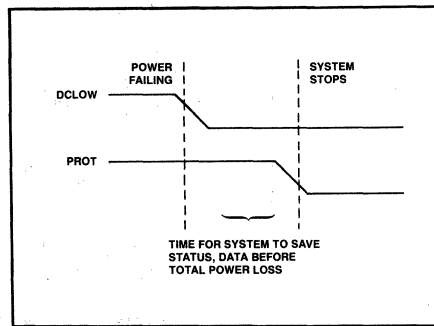 POWER
FAILING
SYSTEM
STOPS
DCLOW
PROT
TIME FOR SYSTEM TO SAVE
STATUS, DATA BEFORE
TOTAL POWER LOSS